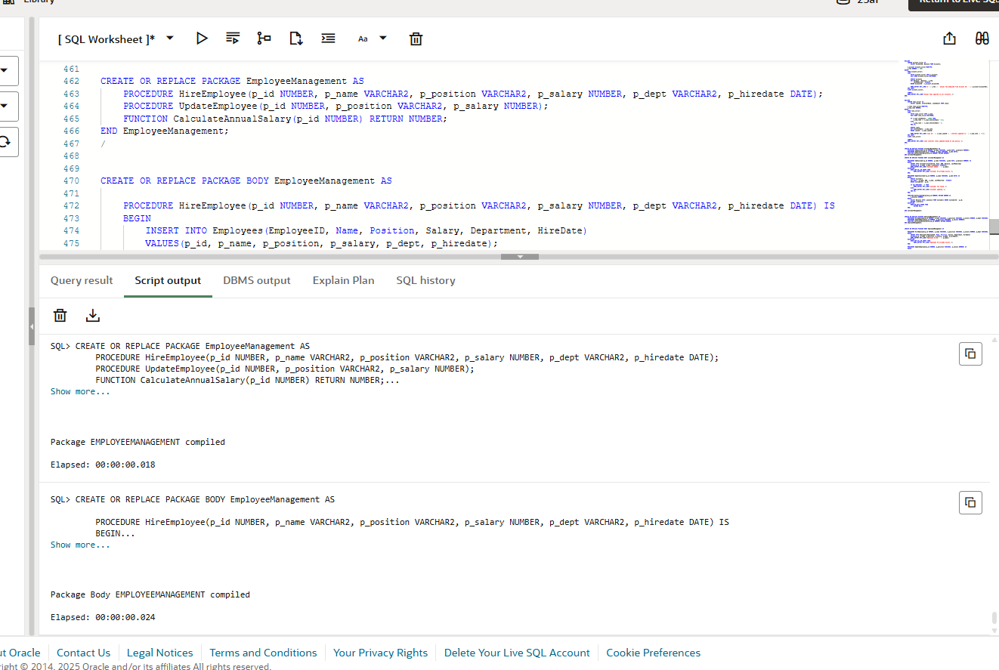 Library
23ai
Return to Live SQL
[ SQL Worksheet ]*
Aa
461
462 CREATE OR REPLACE PACKAGE EmployeeManagement AS
463 PROCEDURE HireEmployee(p_id NUMBER, p_name VARCHAR2, p_position VARCHAR2, p_salary NUMBER, p_dept VARCHAR2, p_hiredate DATE);
464 PROCEDURE UpdateEmployee(p_id NUMBER, p_position VARCHAR2, p_salary NUMBER);
465 FUNCTION CalculateAnnualSalary(p_id NUMBER) RETURN NUMBER;
466 END EmployeeManagement;
467 /
468
469
470 CREATE OR REPLACE PACKAGE BODY EmployeeManagement AS
471
472 PROCEDURE HireEmployee(p_id NUMBER, p_name VARCHAR2, p_position VARCHAR2, p_salary NUMBER, p_dept VARCHAR2, p_hiredate DATE) IS
473 BEGIN
474 INSERT INTO Employees(EmployeeID, Name, Position, Salary, Department, HireDate)
475 VALUES(p_id, p_name, p_position, p_salary, p_dept, p_hiredate);
Query result Script output DBMS output Explain Plan SQL history
SQL> CREATE OR REPLACE PACKAGE EmployeeManagement AS
PROCEDURE HireEmployee(p_id NUMBER, p_name VARCHAR2, p_position VARCHAR2, p_salary NUMBER, p_dept VARCHAR2, p_hiredate DATE);
PROCEDURE UpdateEmployee(p_id NUMBER, p_position VARCHAR2, p_salary NUMBER);
FUNCTION CalculateAnnualSalary(p_id NUMBER) RETURN NUMBER;...
Show more...
Package EMPLOYEEMANAGEMENT compiled
Elapsed: 00:00:00.018
SQL> CREATE OR REPLACE PACKAGE BODY EmployeeManagement AS
PROCEDURE HireEmployee(p_id NUMBER, p_name VARCHAR2, p_position VARCHAR2, p_salary NUMBER, p_dept VARCHAR2, p_hiredate DATE) IS
BEGIN...
Show more...
Package Body EMPLOYEEMANAGEMENT compiled
Elapsed: 00:00:00.024
ut Oracle Contact Us Legal Notices Terms and Conditions Your Privacy Rights Delete Your Live SQL Account Cookie Preferences
right © 2014, 2025 Oracle and/or its affiliates All rights reserved.